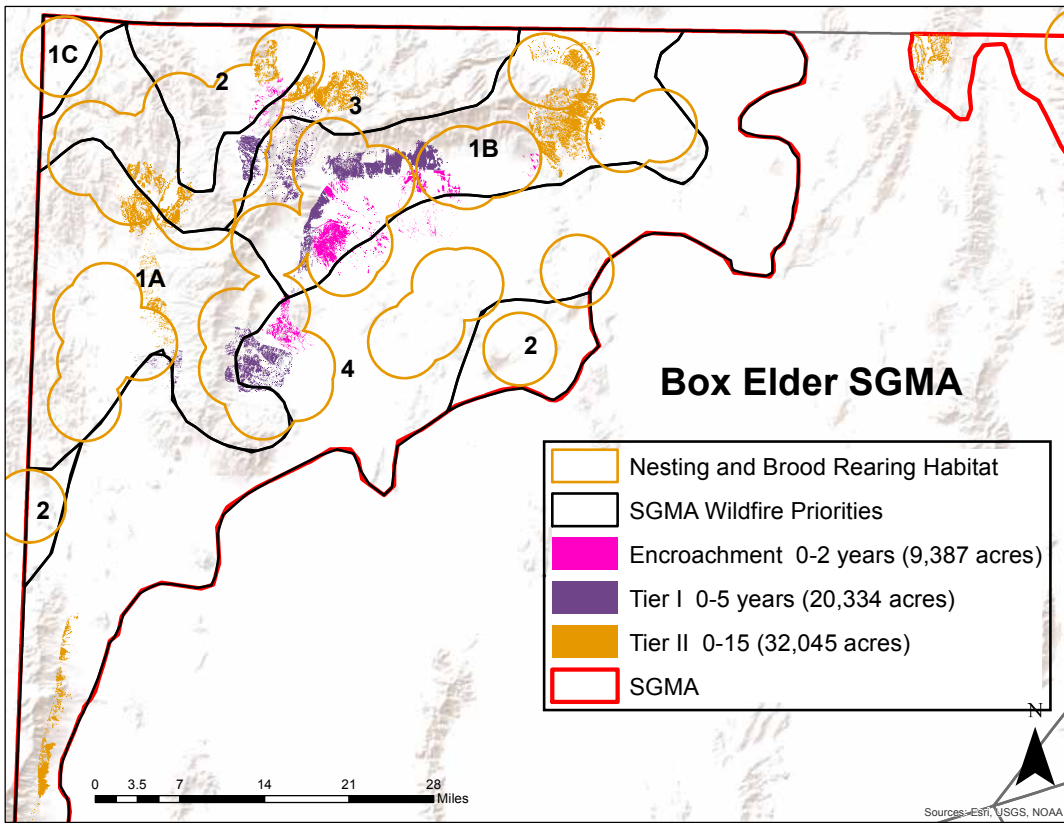 1C
2
3
1B
1A
4
2
2
Box Elder SGMA
Nesting and Brood Rearing Habitat
SGMA Wildfire Priorities
Encroachment 0-2 years (9,387 acres)
Tier I 0-5 years (20,334 acres)
Tier II 0-15 (32,045 acres)
SGMA
N
0 3.5 7 14 21 28
Miles
Sources: Esri, USGS, NOAA